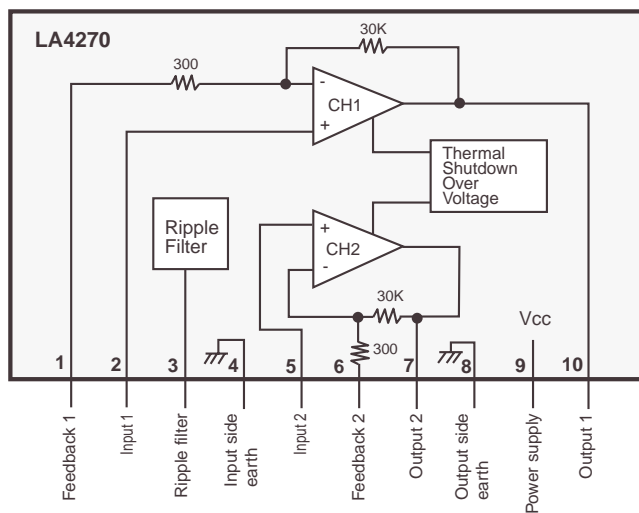 LA4270
30K
300
-
CH1
+
Thermal
Shutdown
Over
Voltage
Ripple
Filter
+
CH2
-
30K
300
Vcc
1
2
3
4
5
6
7
8
9
10
Feedback 1
Input 1
Ripple filter
Input side
earth
Input 2
Feedback 2
Output 2
Output side
earth
Power supply
Output 1